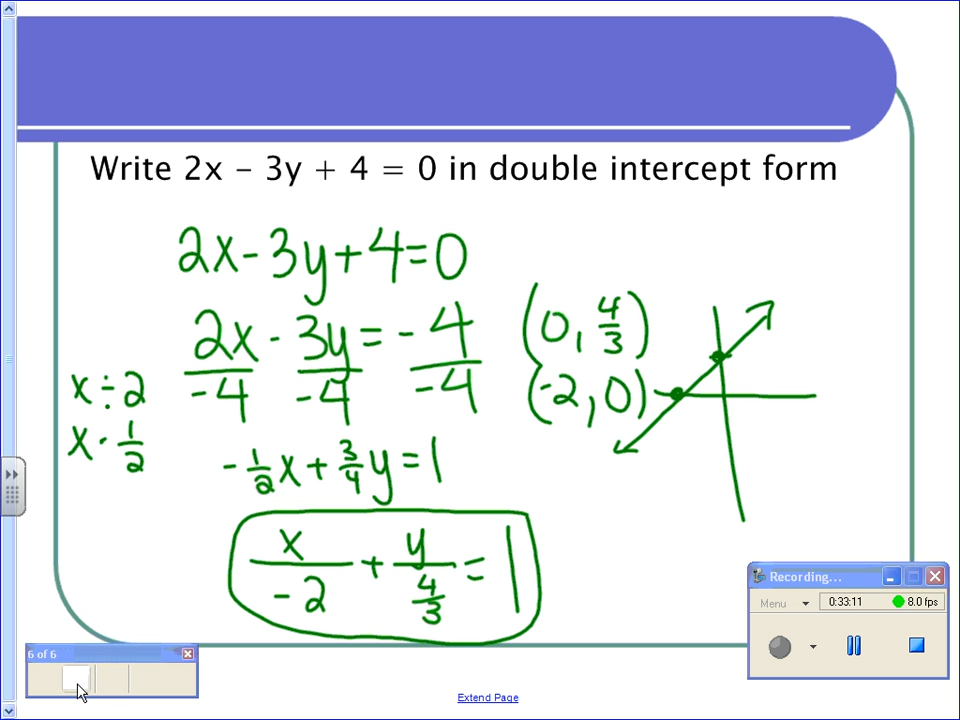 Write 2x – 3y + 4 = 0 in double intercept form
2x - 3y + 4 = 0
2x - 3y = - 4
-4 -4 -4
(0, 4/3)
(-2, 0)
x ÷ 2
x · 1/2
- 1/2 x + 3/4 y = 1
x/-2 + y/(4/3) = 1
Recording...
Menu
0:33:11
8.0 fps
6 of 6
Extend Page